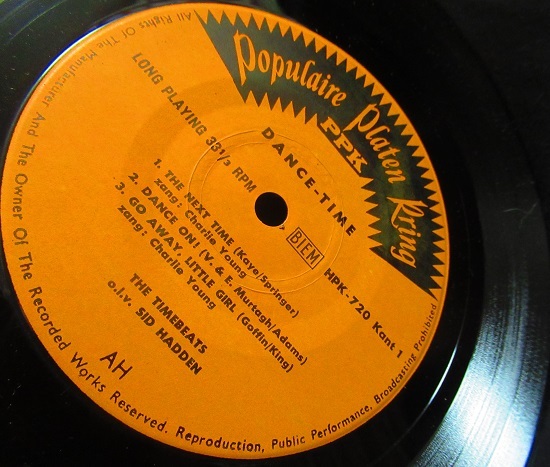 Populaire Platen Kring
PPK
DANCE-TIME
LONG PLAYING 33 1/3 RPM
BIEM
HPK-720 Kant 1
1. THE NEXT TIME (Kaye/Springer)
zang: Charlie Young
2. DANCE ON! (V. & E. Murtagh/Adams)
3. GO AWAY, LITTLE GIRL (Goffin/King)
zang: Charlie Young
THE TIMEBEATS
o.l.v. SID HADDEN
AH
All Rights Of The Manufacturer And The Owner Of The Recorded Works Reserved. Reproduction, Public Performance, Broadcasting Prohibited